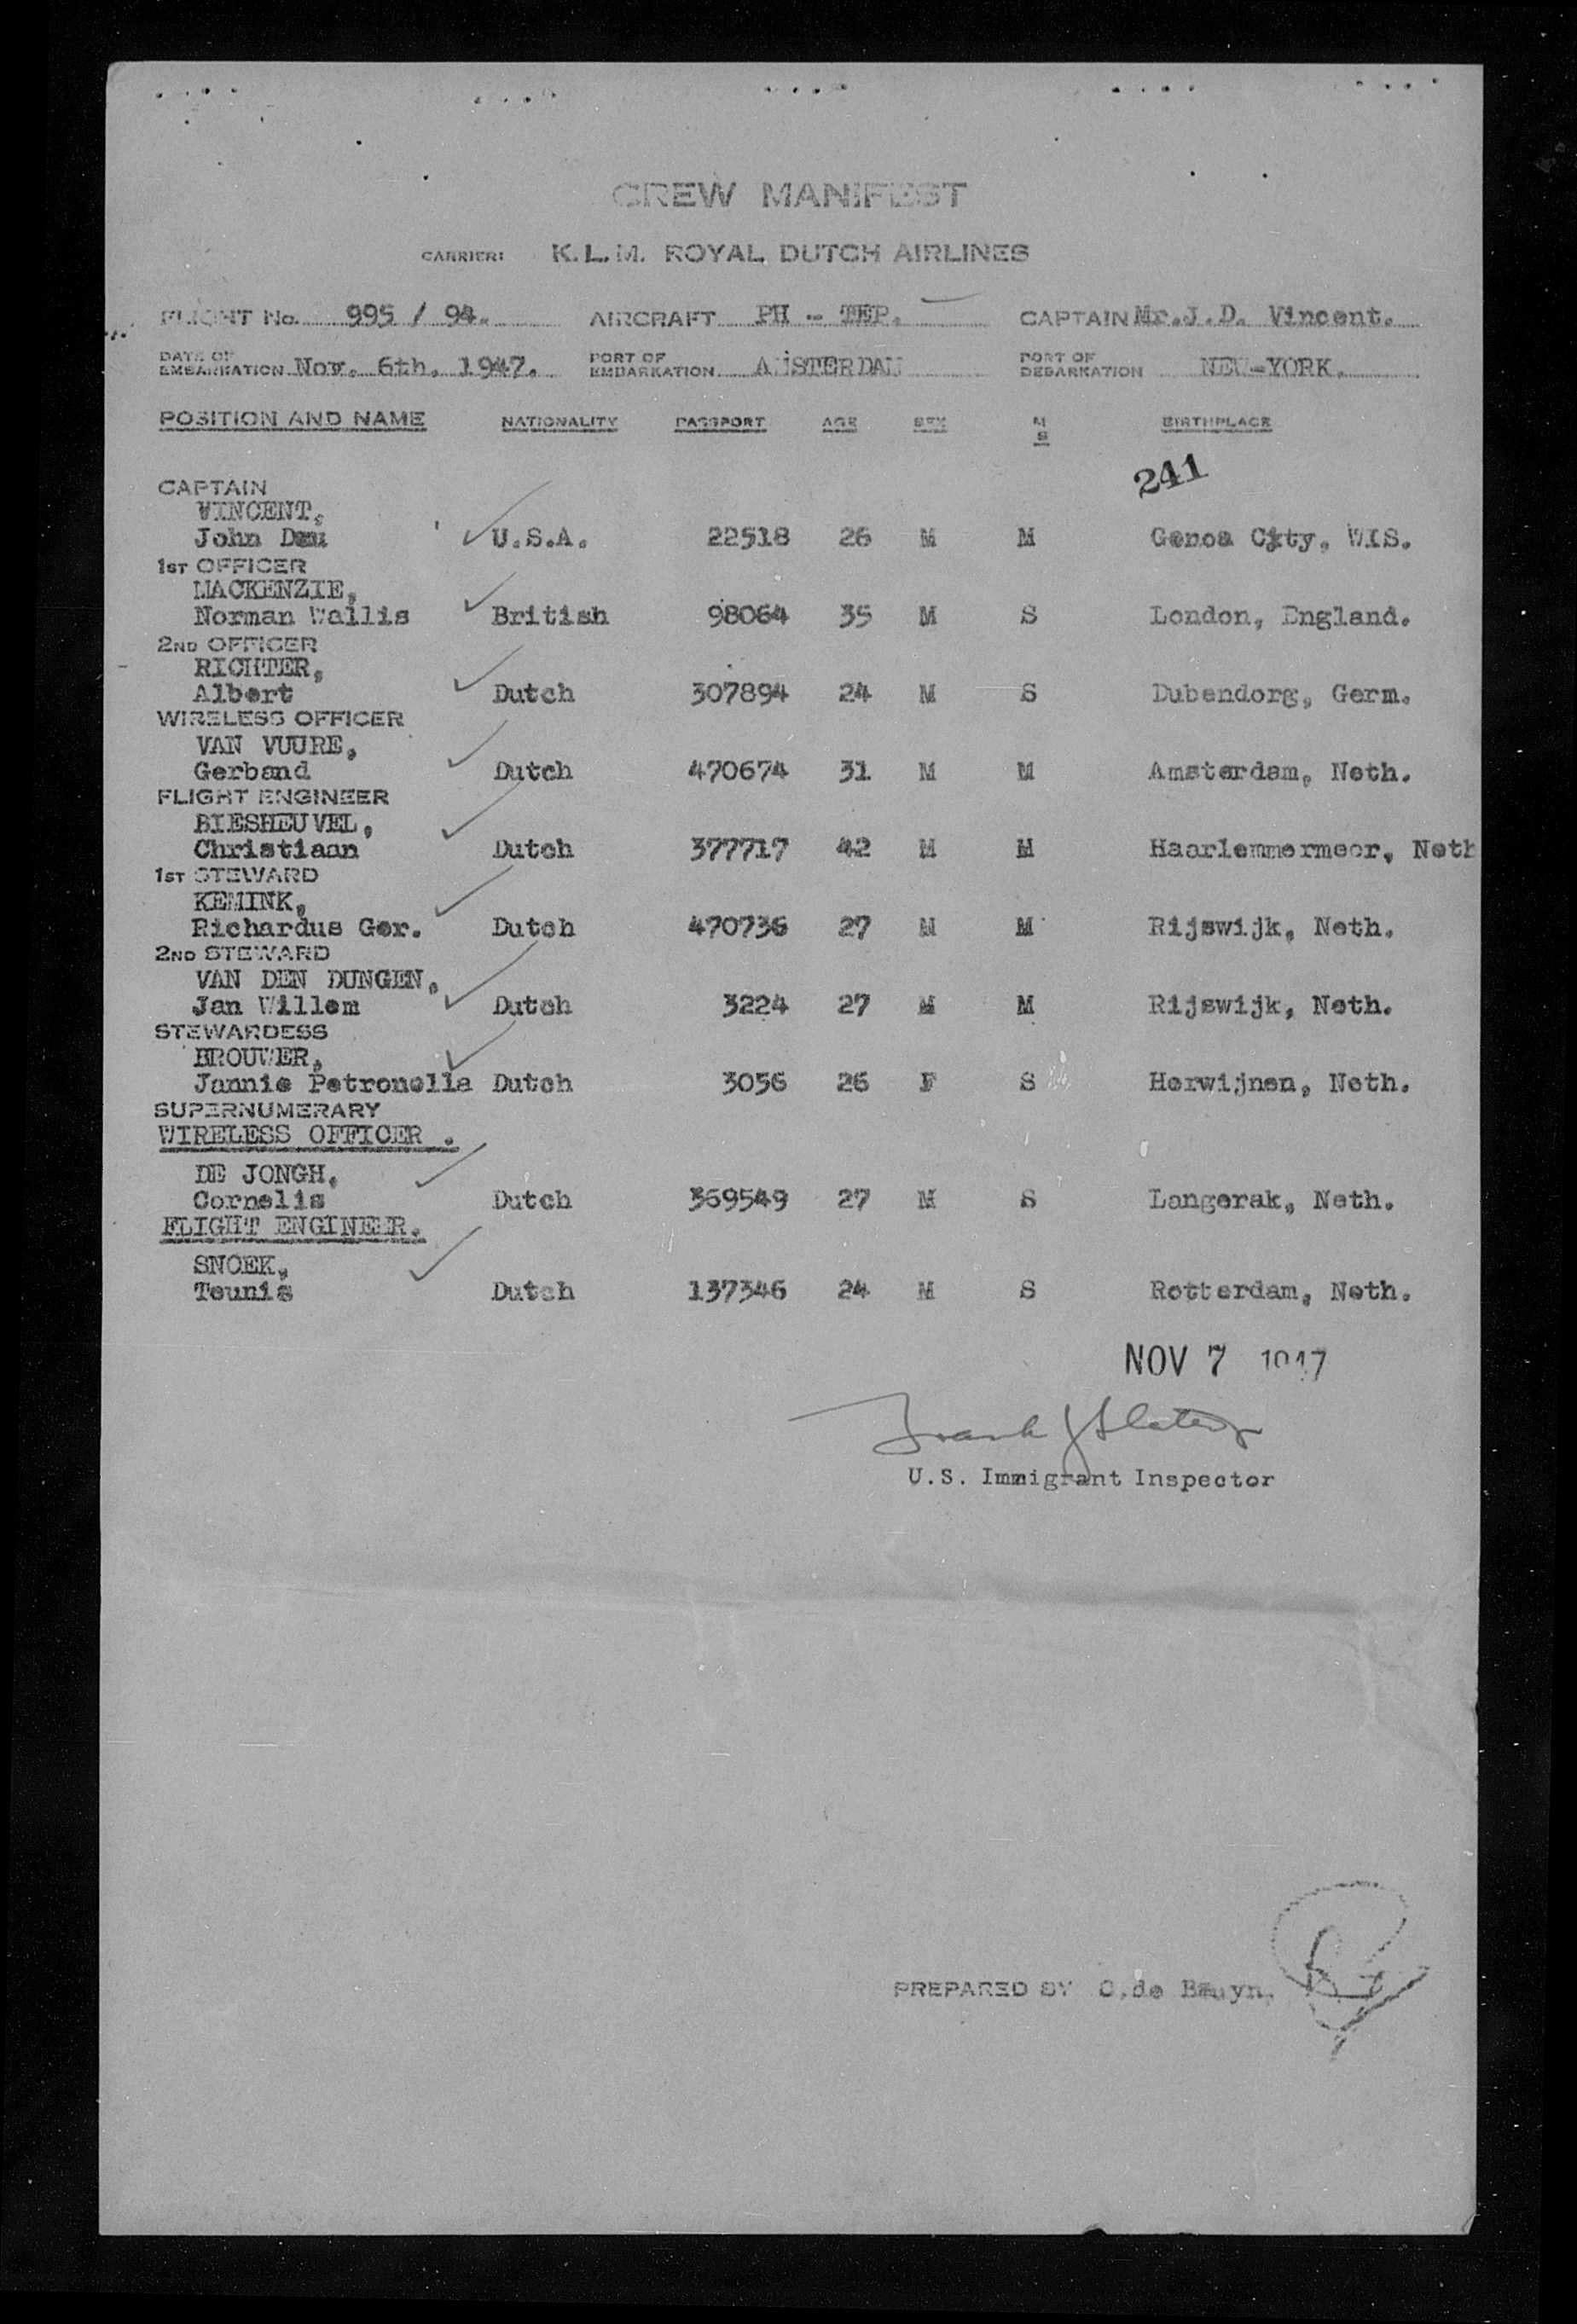 CREW MANIFEST
CARRIER: K.L.M. ROYAL DUTCH AIRLINES
FLIGHT No. 995 / 94. AIRCRAFT PH - TEP. CAPTAIN Mr.J.D. Vincent.
DATE OF EMBARKATION Nov. 6th, 1947. PORT OF EMBARKATION AMSTERDAM PORT OF DEBARKATION NEW-YORK.
POSITION AND NAME NATIONALITY PASSPORT AGE SEX M S BIRTHPLACE
241
CAPTAIN
VINCENT,
John U.S.A. 22518 26 M M Genoa City, WIS.
1ST OFFICER
MACKENZIE,
Norman Wallis British 98064 35 M S London, England.
2ND OFFICER
RICHTER,
Albert Dutch 307894 24 M S Dubendorg, Germ.
WIRELESS OFFICER
VAN VUURE,
Gerband Dutch 470674 31 M M Amsterdam, Neth.
FLIGHT ENGINEER
BIESHEUVEL,
Christiaan Dutch 377717 42 M M Haarlemmermeer, Neth
1ST STEWARD
KEMINK,
Richardus Ger. Dutch 470736 27 M M Rijswijk, Neth.
2ND STEWARD
VAN DEN DUNGEN,
Jan Willem Dutch 3224 27 M M Rijswijk, Neth.
STEWARDESS
BROUWER,
Jannie Petronella Dutch 3056 26 F S Herwijnen, Neth.
SUPERNUMERARY
WIRELESS OFFICER .
DE JONGH,
Cornelis Dutch 369549 27 M S Langerak, Neth.
FLIGHT ENGINEER.
SNOEK,
Teunis Dutch 137346 24 M S Rotterdam, Neth.
NOV 7 1947
Frank J Slator
U.S. Immigrant Inspector
PREPARED BY C.de Bruyn.